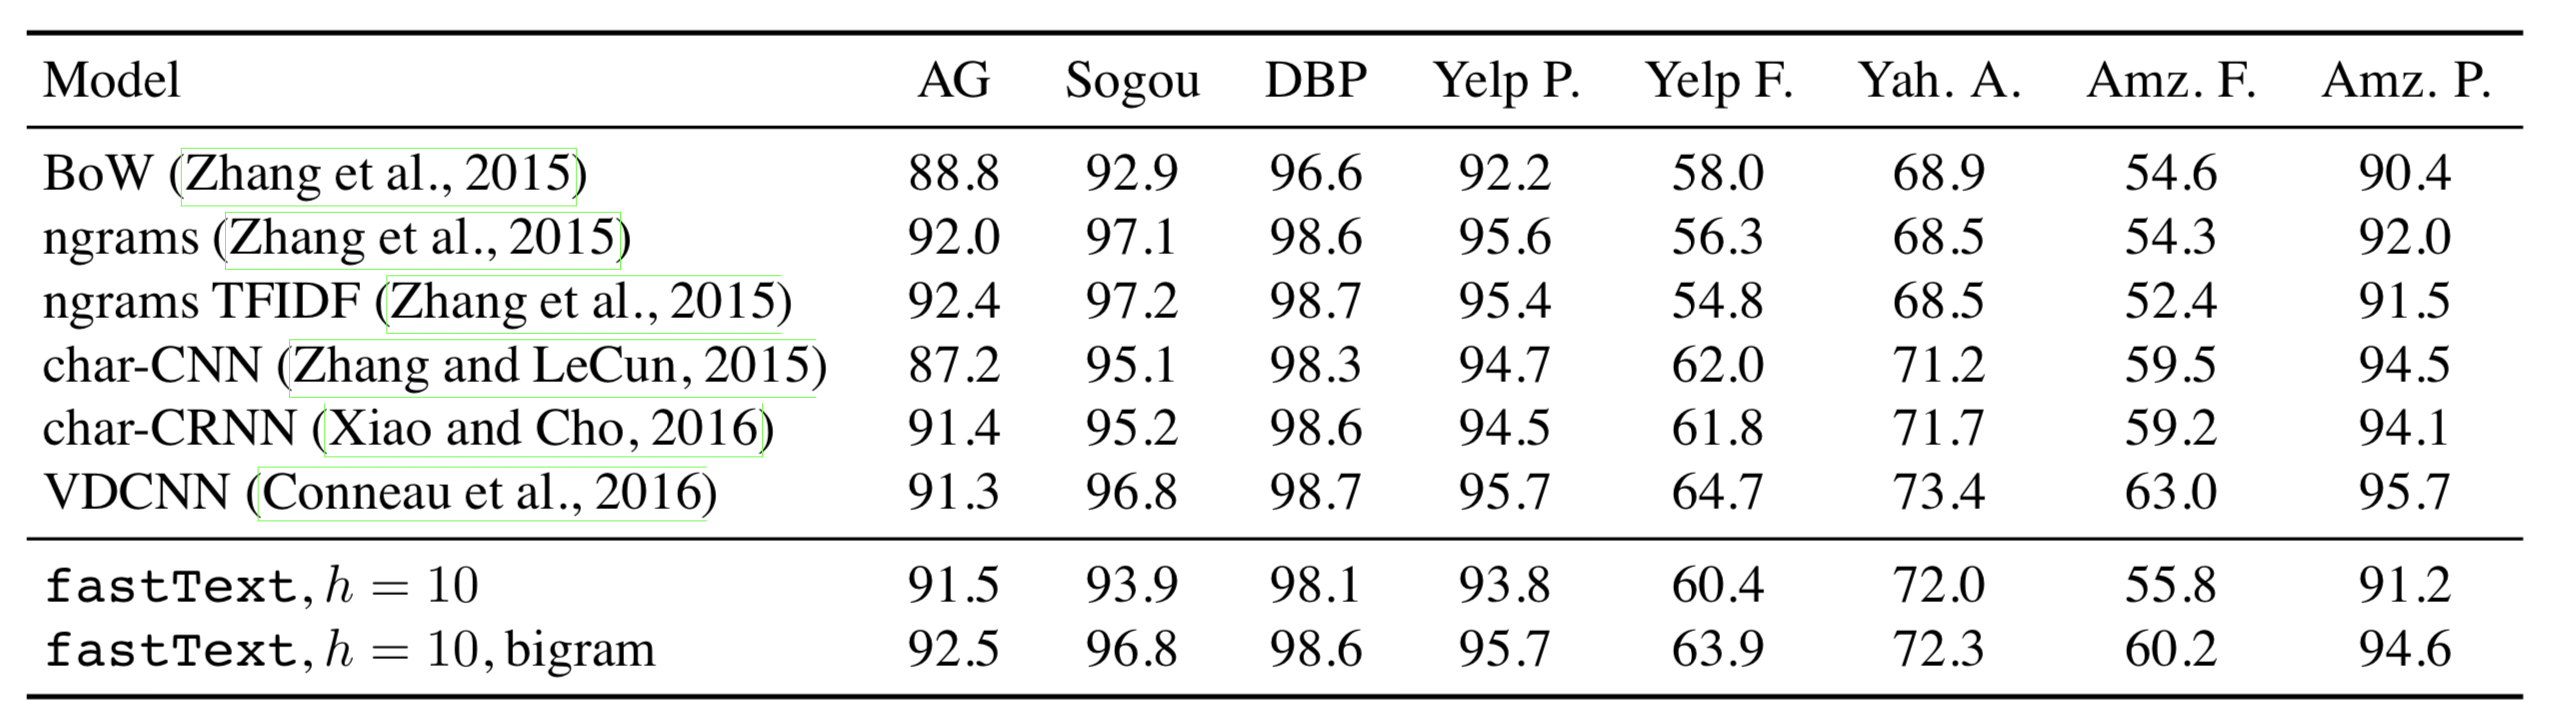 Model AG Sogou DBP Yelp P. Yelp F. Yah. A. Amz. F. Amz. P.
BoW (Zhang et al., 2015) 88.8 92.9 96.6 92.2 58.0 68.9 54.6 90.4
ngrams (Zhang et al., 2015) 92.0 97.1 98.6 95.6 56.3 68.5 54.3 92.0
ngrams TFIDF (Zhang et al., 2015) 92.4 97.2 98.7 95.4 54.8 68.5 52.4 91.5
char-CNN (Zhang and LeCun, 2015) 87.2 95.1 98.3 94.7 62.0 71.2 59.5 94.5
char-CRNN (Xiao and Cho, 2016) 91.4 95.2 98.6 94.5 61.8 71.7 59.2 94.1
VDCNN (Conneau et al., 2016) 91.3 96.8 98.7 95.7 64.7 73.4 63.0 95.7
fastText, h = 10 91.5 93.9 98.1 93.8 60.4 72.0 55.8 91.2
fastText, h = 10, bigram 92.5 96.8 98.6 95.7 63.9 72.3 60.2 94.6